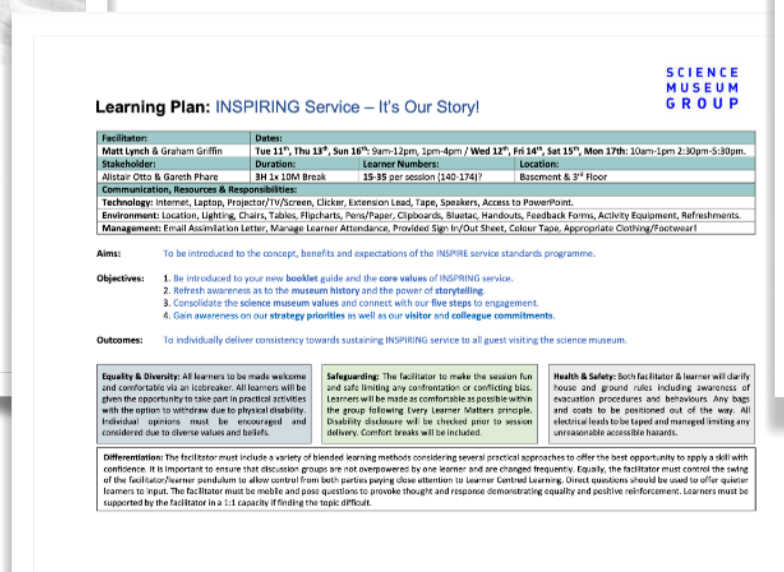 SCIENCE
MUSEUM
GROUP
Learning Plan: INSPIRING Service – It's Our Story!
Facilitator: Dates:
Matt Lynch & Graham Griffin Tue 11th, Thu 13th, Sun 16th: 9am-12pm, 1pm-4pm / Wed 12th, Fri 14th, Sat 15th, Mon 17th: 10am-1pm 2:30pm-5:30pm.
Stakeholder: Duration: Learner Numbers: Location:
Alistair Otto & Gareth Phare 3H 1x 10M Break 15-35 per session (140-174)? Basement & 3rd Floor
Communication, Resources & Responsibilities:
Technology: Internet, Laptop, Projector/TV/Screen, Clicker, Extension Lead, Tape, Speakers, Access to PowerPoint.
Environment: Location, Lighting, Chairs, Tables, Flipcharts, Pens/Paper, Clipboards, Bluetac, Handouts, Feedback Forms, Activity Equipment, Refreshments.
Management: Email Assimilation Letter, Manage Learner Attendance, Provided Sign In/Out Sheet, Colour Tape, Appropriate Clothing/Footwear!
Aims: To be introduced to the concept, benefits and expectations of the INSPIRE service standards programme.
Objectives: 1. Be introduced to your new booklet guide and the core values of INSPRING service.
2. Refresh awareness as to the museum history and the power of storytelling.
3. Consolidate the science museum values and connect with our five steps to engagement.
4. Gain awareness on our strategy priorities as well as our visitor and colleague commitments.
Outcomes: To individually deliver consistency towards sustaining INSPIRING service to all guest visiting the science museum.
Equality & Diversity: All learners to be made welcome
and comfortable via an icebreaker. All learners will be
given the opportunity to take part in practical activities
with the option to withdraw due to physical disability.
Individual opinions must be encouraged and
considered due to diverse values and beliefs.
Safeguarding: The facilitator to make the session fun
and safe limiting any confrontation or conflicting bias.
Learners will be made as comfortable as possible within
the group following Every Learner Matters principle.
Disability disclosure will be checked prior to session
delivery. Comfort breaks will be included.
Health & Safety: Both facilitator & learner will clarify
house and ground rules including awareness of
evacuation procedures and behaviours. Any bags
and coats to be positioned out of the way. All
electrical leads to be taped and managed limiting any
unreasonable accessible hazards.
Differentiation: The facilitator must include a variety of blended learning methods considering several practical approaches to offer the best opportunity to apply a skill with
confidence. It is important to ensure that discussion groups are not overpowered by one learner and are changed frequently. Equally, the facilitator must control the swing
of the facilitator/learner pendulum to allow control from both parties paying close attention to Learner Centred Learning. Direct questions should be used to offer quieter
learners to input. The facilitator must be mobile and pose questions to provoke thought and response demonstrating equality and positive reinforcement. Learners must be
supported by the facilitator in a 1:1 capacity if finding the topic difficult.